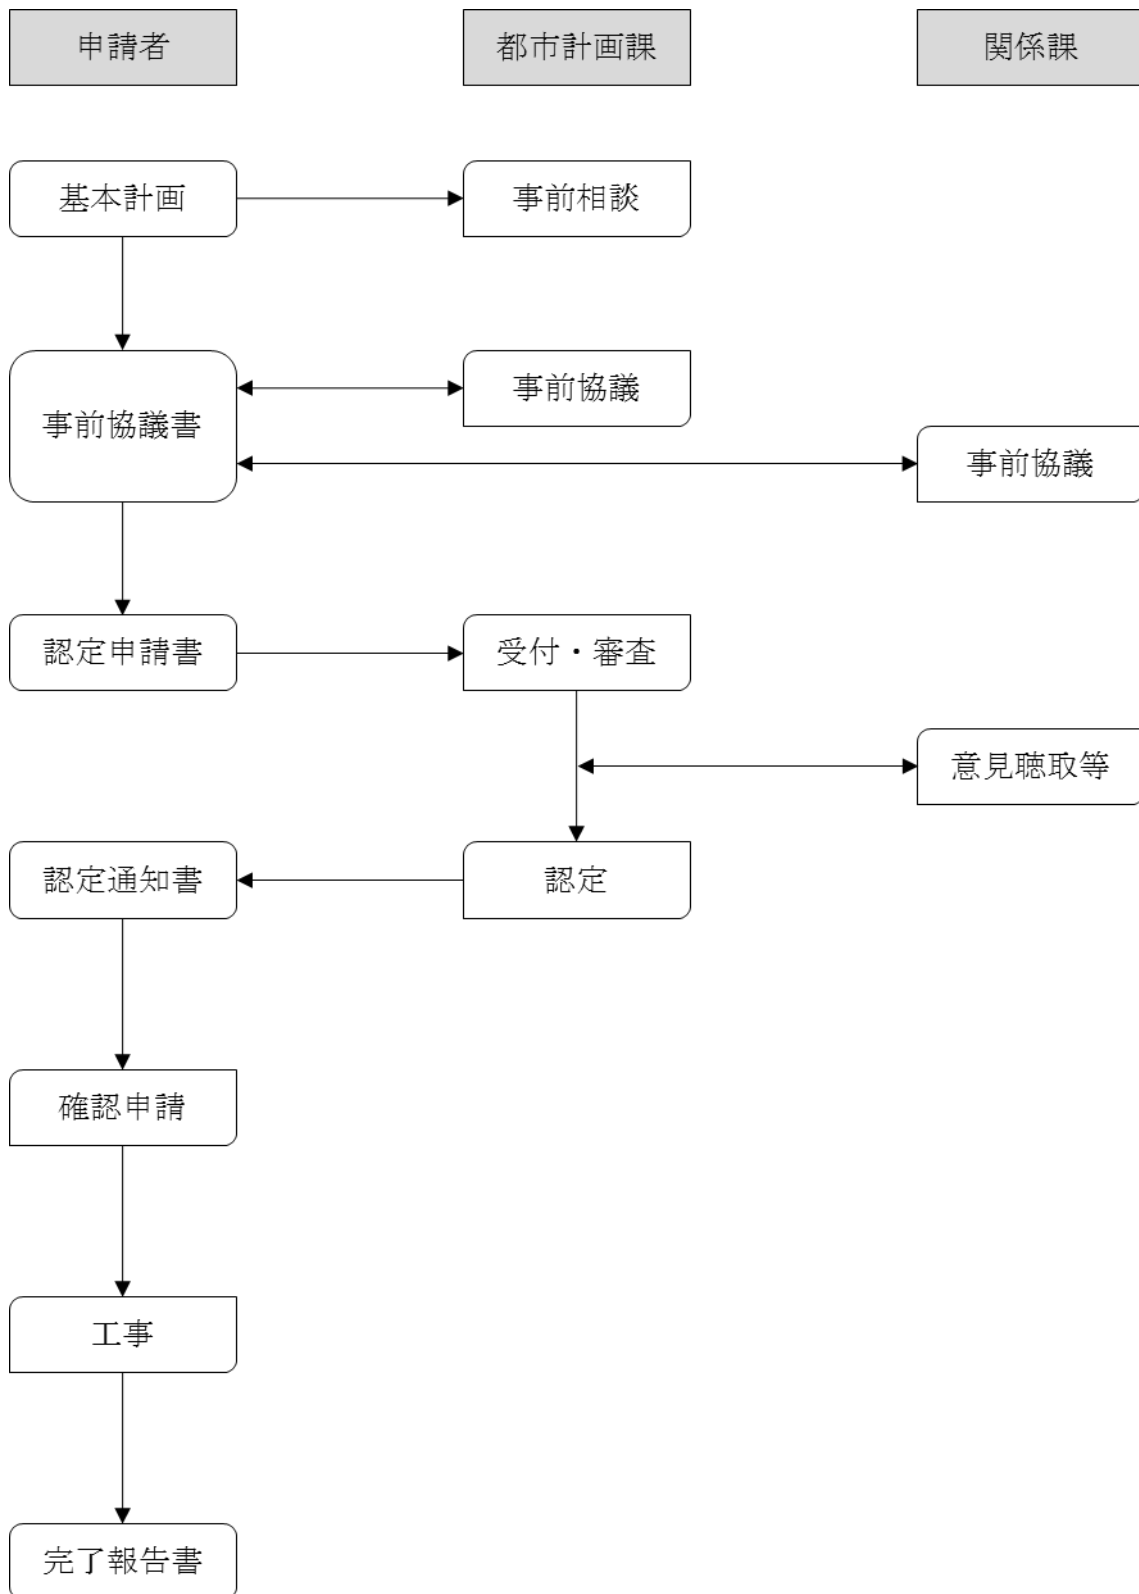 申請者
都市計画課
関係課
基本計画
事前相談
事前協議書
事前協議
事前協議
認定申請書
受付・審査
意見聴取等
認定通知書
認定
確認申請
工事
完了報告書